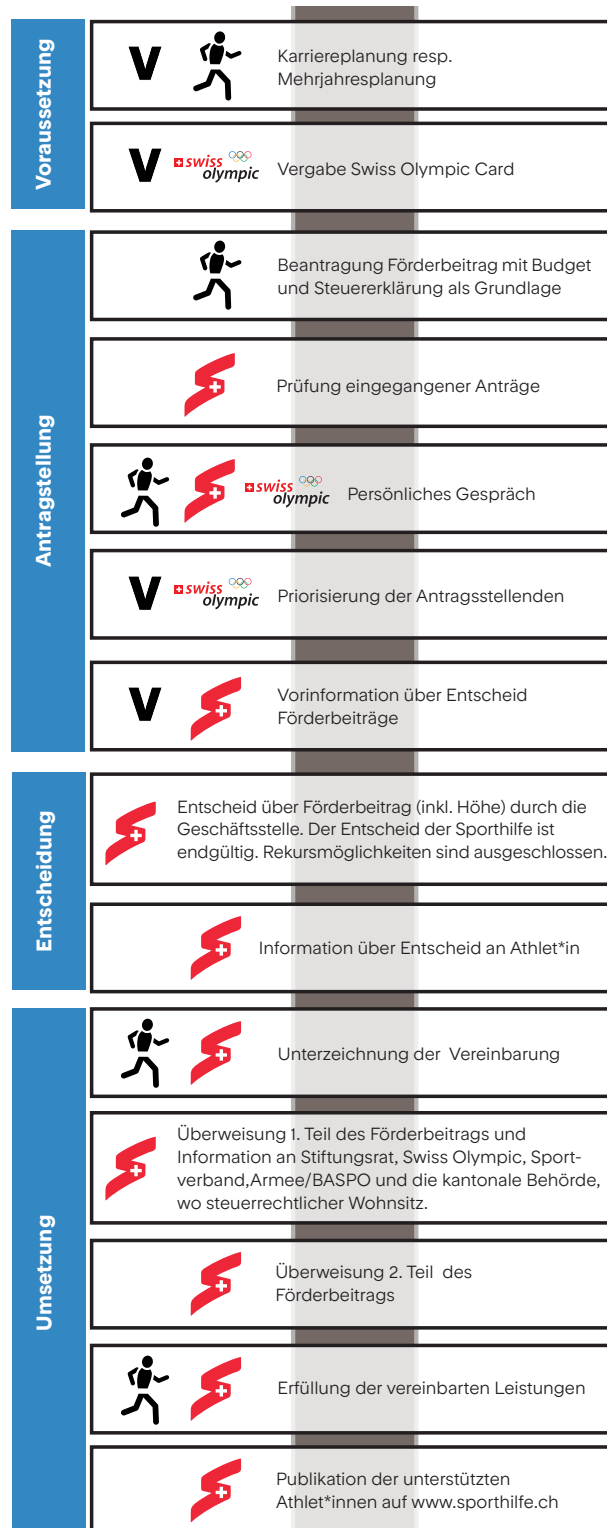 Voraussetzung
V
Karriereplanung resp.
Mehrjahresplanung
V
swiss
olympic
Vergabe Swiss Olympic Card
Antragstellung
Beantragung Förderbeitrag mit Budget
und Steuererklärung als Grundlage
Prüfung eingegangener Anträge
swiss
olympic
Persönliches Gespräch
V
swiss
olympic
Priorisierung der Antragsstellenden
V
Vorinformation über Entscheid
Förderbeiträge
Entscheidung
Entscheid über Förderbeitrag (inkl. Höhe) durch die
Geschäftsstelle. Der Entscheid der Sporthilfe ist
endgültig. Rekursmöglichkeiten sind ausgeschlossen.
Information über Entscheid an Athlet*in
Umsetzung
Unterzeichnung der Vereinbarung
Überweisung 1. Teil des Förderbeitrags und
Information an Stiftungsrat, Swiss Olympic, Sport-
verband,Armee/BASPO und die kantonale Behörde,
wo steuerrechtlicher Wohnsitz.
Überweisung 2. Teil des
Förderbeitrags
Erfüllung der vereinbarten Leistungen
Publikation der unterstützten
Athlet*innen auf www.sporthilfe.ch